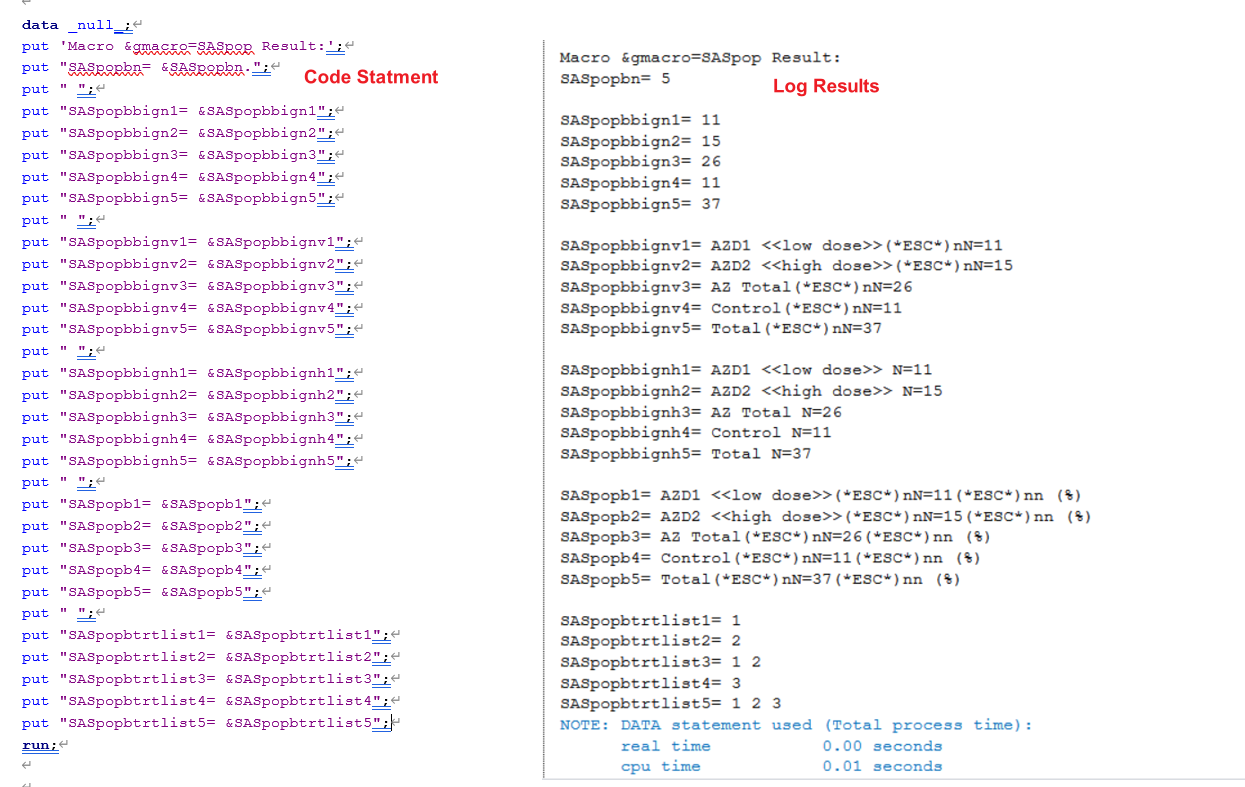 data _null_;
put 'Macro &gmacro=SASpop Result:';
put "SASpopbn= &SASpopbn.";
Code Statment
put " ";
put "SASpopbbign1= &SASpopbbign1";
put "SASpopbbign2= &SASpopbbign2";
put "SASpopbbign3= &SASpopbbign3";
put "SASpopbbign4= &SASpopbbign4";
put "SASpopbbign5= &SASpopbbign5";
put " ";
put "SASpopbbignv1= &SASpopbbignv1";
put "SASpopbbignv2= &SASpopbbignv2";
put "SASpopbbignv3= &SASpopbbignv3";
put "SASpopbbignv4= &SASpopbbignv4";
put "SASpopbbignv5= &SASpopbbignv5";
put " ";
put "SASpopbbignh1= &SASpopbbignh1";
put "SASpopbbignh2= &SASpopbbignh2";
put "SASpopbbignh3= &SASpopbbignh3";
put "SASpopbbignh4= &SASpopbbignh4";
put "SASpopbbignh5= &SASpopbbignh5";
put " ";
put "SASpopb1= &SASpopb1";
put "SASpopb2= &SASpopb2";
put "SASpopb3= &SASpopb3";
put "SASpopb4= &SASpopb4";
put "SASpopb5= &SASpopb5";
put " ";
put "SASpopbtrtlist1= &SASpopbtrtlist1";
put "SASpopbtrtlist2= &SASpopbtrtlist2";
put "SASpopbtrtlist3= &SASpopbtrtlist3";
put "SASpopbtrtlist4= &SASpopbtrtlist4";
put "SASpopbtrtlist5= &SASpopbtrtlist5";
run;
Macro &gmacro=SASpop Result:
SASpopbn= 5
Log Results
SASpopbbign1= 11
SASpopbbign2= 15
SASpopbbign3= 26
SASpopbbign4= 11
SASpopbbign5= 37
SASpopbbignv1= AZD1 <<low dose>>(*ESC*)nN=11
SASpopbbignv2= AZD2 <<high dose>>(*ESC*)nN=15
SASpopbbignv3= AZ Total(*ESC*)nN=26
SASpopbbignv4= Control(*ESC*)nN=11
SASpopbbignv5= Total(*ESC*)nN=37
SASpopbbignh1= AZD1 <<low dose>> N=11
SASpopbbignh2= AZD2 <<high dose>> N=15
SASpopbbignh3= AZ Total N=26
SASpopbbignh4= Control N=11
SASpopbbignh5= Total N=37
SASpopb1= AZD1 <<low dose>>(*ESC*)nN=11(*ESC*)nn (%)
SASpopb2= AZD2 <<high dose>>(*ESC*)nN=15(*ESC*)nn (%)
SASpopb3= AZ Total(*ESC*)nN=26(*ESC*)nn (%)
SASpopb4= Control(*ESC*)nN=11(*ESC*)nn (%)
SASpopb5= Total(*ESC*)nN=37(*ESC*)nn (%)
SASpopbtrtlist1= 1
SASpopbtrtlist2= 2
SASpopbtrtlist3= 1 2
SASpopbtrtlist4= 3
SASpopbtrtlist5= 1 2 3
NOTE: DATA statement used (Total process time):
real time 0.00 seconds
cpu time 0.01 seconds